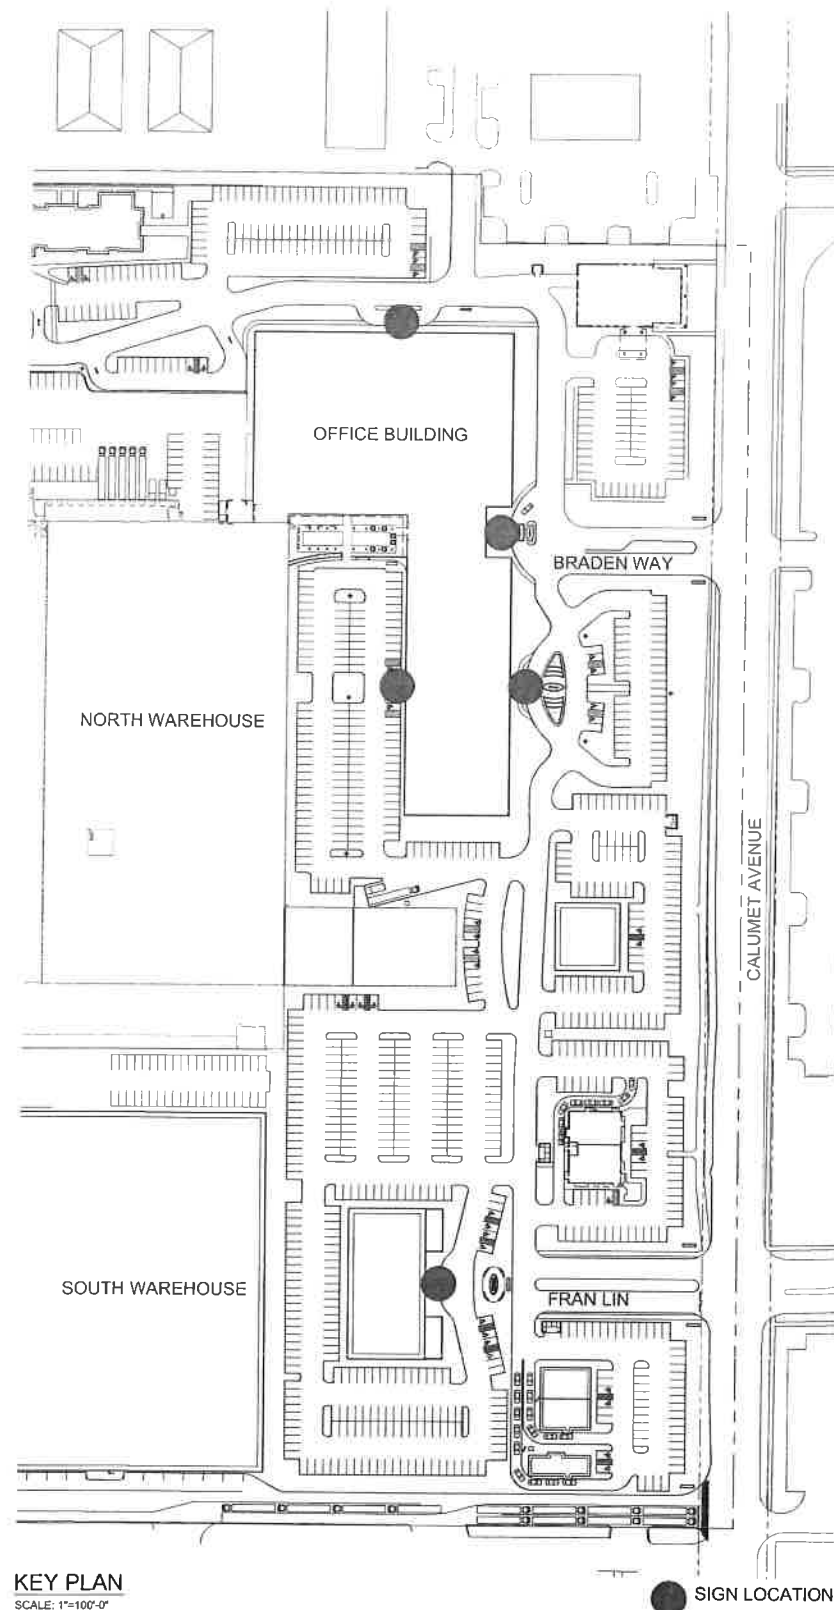 OFFICE BUILDING
BRADEN WAY
NORTH WAREHOUSE
CALUMET AVENUE
SOUTH WAREHOUSE
FRAN LIN
KEY PLAN
SCALE: 1"=100'-0"
SIGN LOCATION